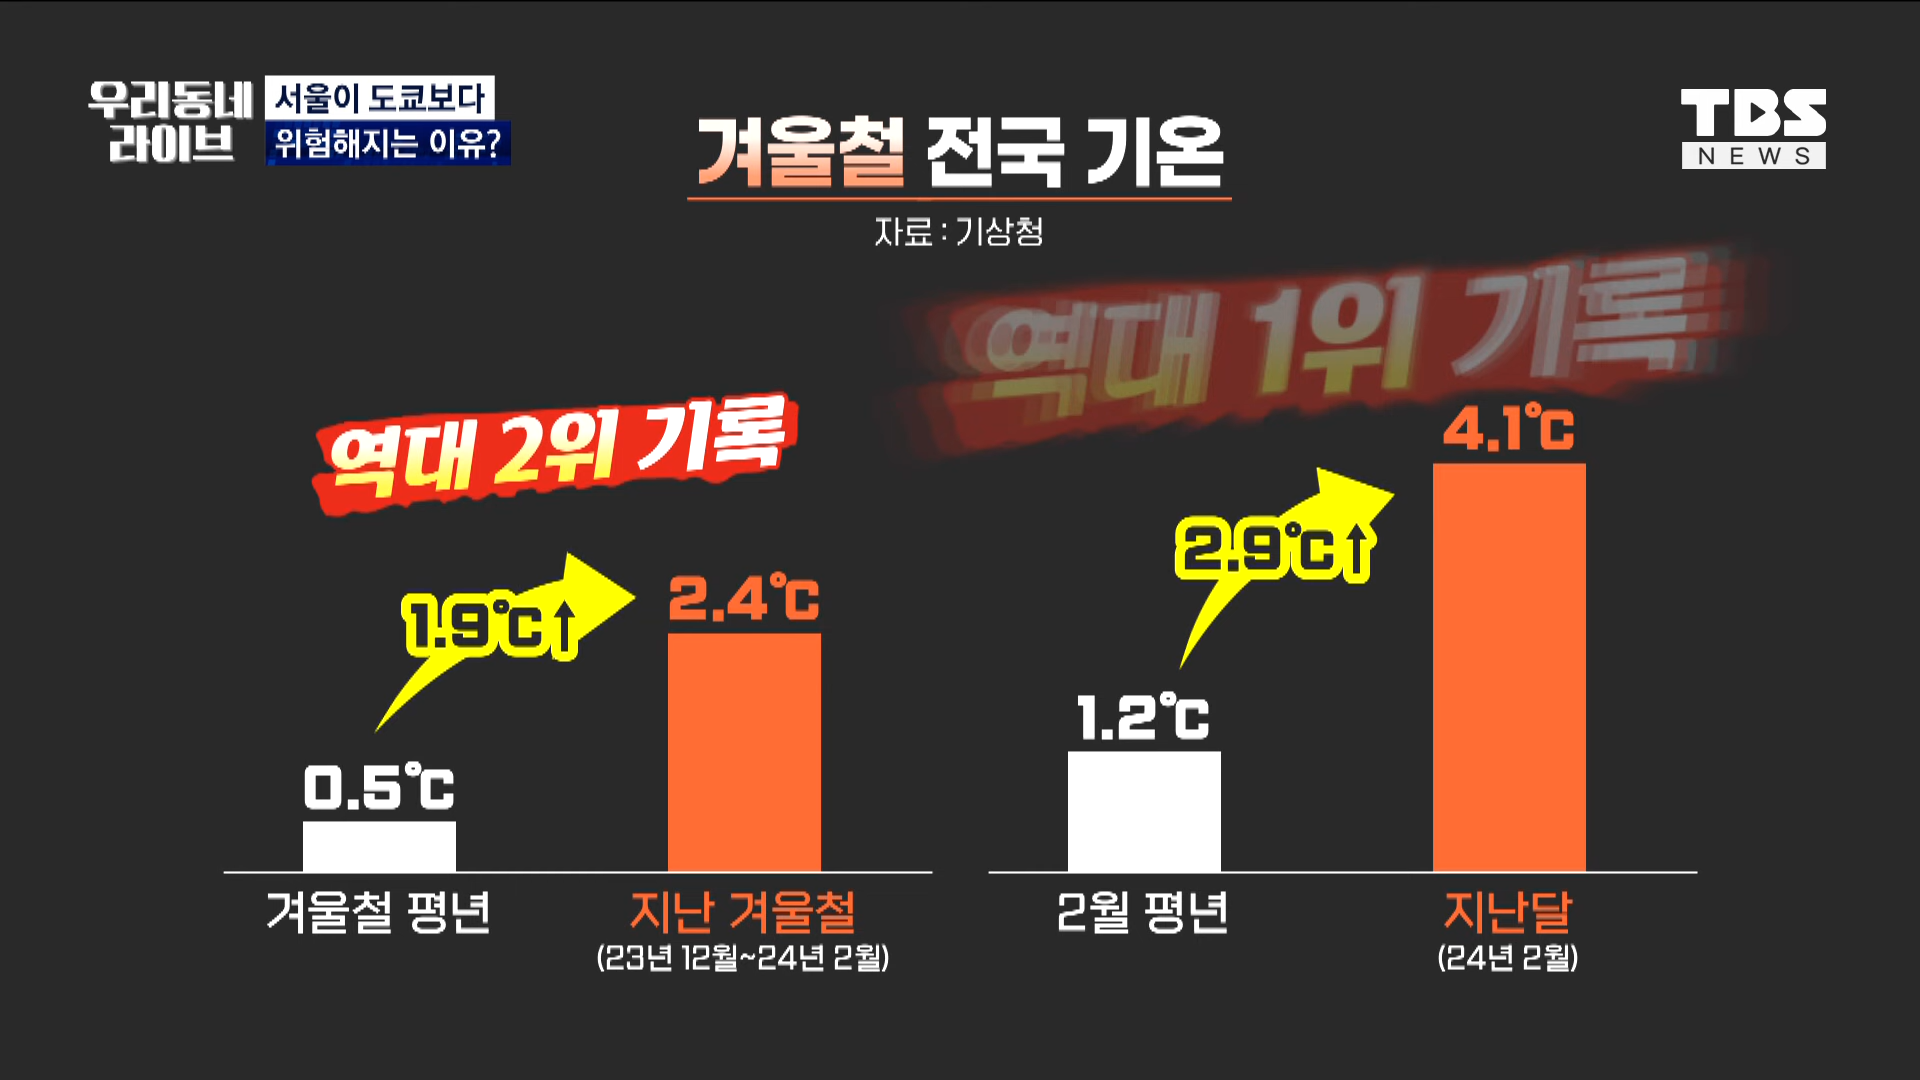 우리동네
라이브
서울이 도쿄보다
위험해지는 이유?
겨울철 전국 기온
자료 : 기상청
TBS
NEWS
역대 2위 기록
1.9℃↑
0.5℃
2.4℃
겨울철 평년
지난 겨울철
(23년 12월~24년 2월)
역대 1위 기록
2.9℃↑
1.2℃
4.1℃
2월 평년
지난달
(24년 2월)